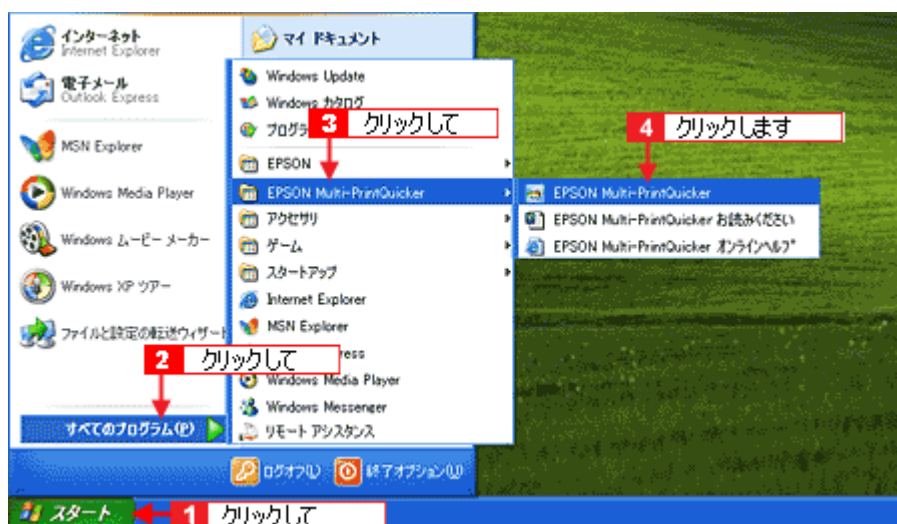 インターネット
Internet Explorer
電子メール
Outlook Express
MSN Explorer
Windows Media Player
Windows ムービー メーカー
Windows XP ツアー
ファイルと設定の転送ウィザード
2 クリックして
すべてのプログラム(P)
マイ ドキュメント
Windows Update
Windows カタログ
プログラ
3 クリックして
EPSON
EPSON Multi-PrintQuicker
アクセサリ
ゲーム
スタートアップ
Internet Explorer
MSN Explorer
ress
Windows Media Player
Windows Messenger
リモート アシスタンス
4 クリックします
EPSON Multi-PrintQuicker
EPSON Multi-PrintQuicker お読みください
EPSON Multi-PrintQuicker オンラインヘルプ
ログオフ(L) 終了オプション(U)
スタート 1 クリックして